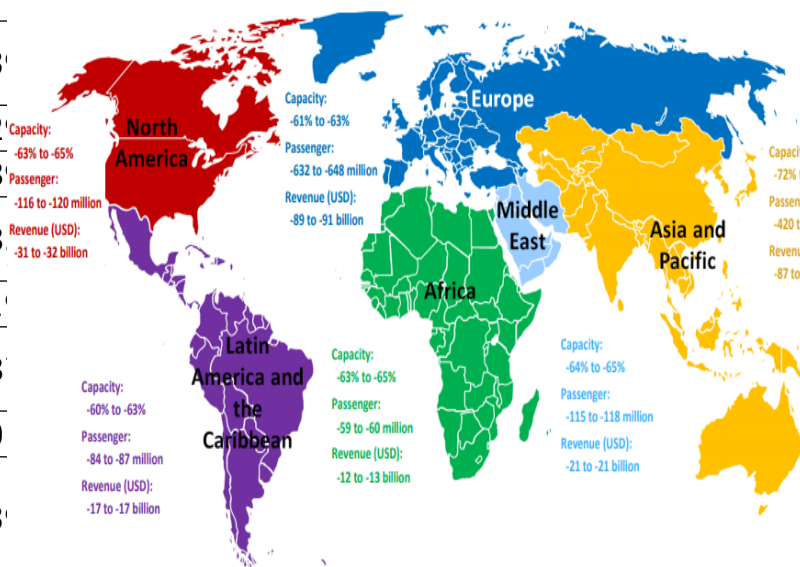 North
America
Capacity:
-63% to -65%
Passenger:
-116 to -120 million
Revenue (USD):
-31 to -32 billion
Europe
Capacity:
-61% to -63%
Passenger:
-632 to -648 million
Revenue (USD):
-89 to -91 billion
Middle
East
Asia and
Pacific
-72%
-420
-87 to
Africa
Latin
America and
the
Caribbean
Capacity:
-60% to -63%
Passenger:
-84 to -87 million
Revenue (USD):
-17 to -17 billion
Capacity:
-63% to -65%
Passenger:
-59 to -60 million
Revenue (USD):
-12 to -13 billion
Capacity:
-64% to -65%
Passenger:
-115 to -118 million
Revenue (USD):
-21 to -21 billion